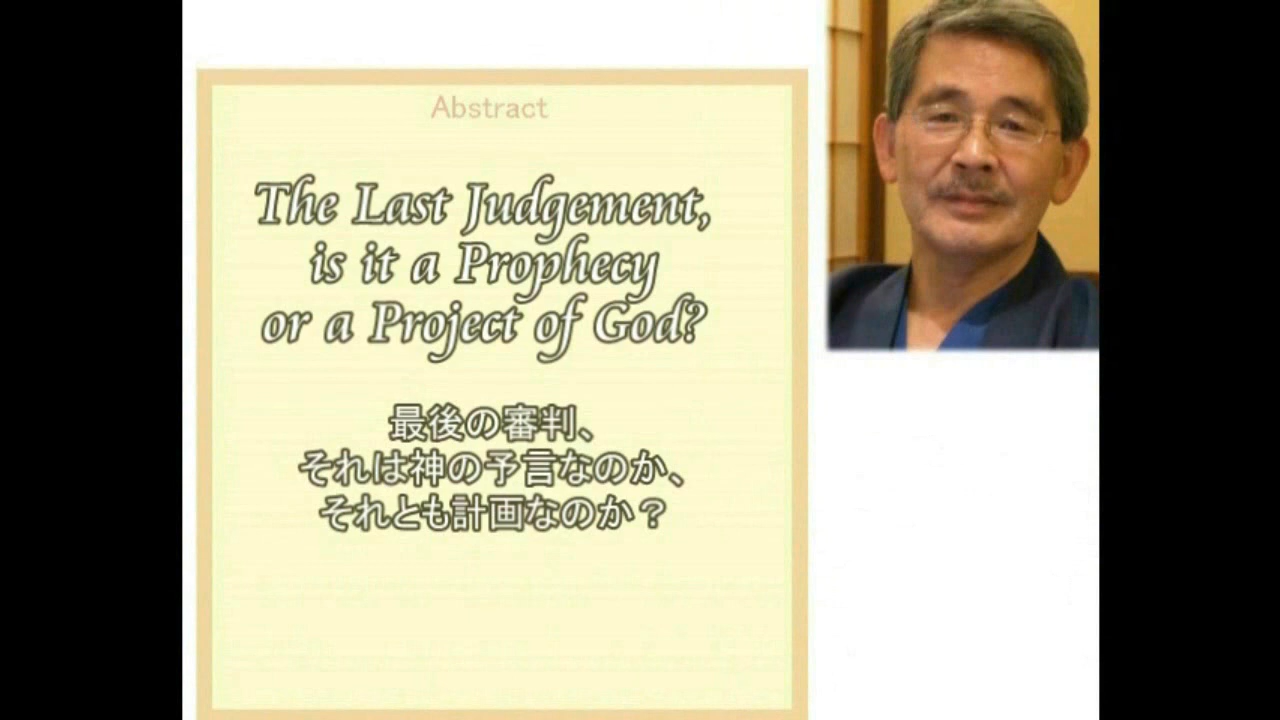 Abstract
The Last Judgement,
is it a Prophecy
or a Project of God?
最後の審判、
それは神の予言なのか、
それとも計画なのか？